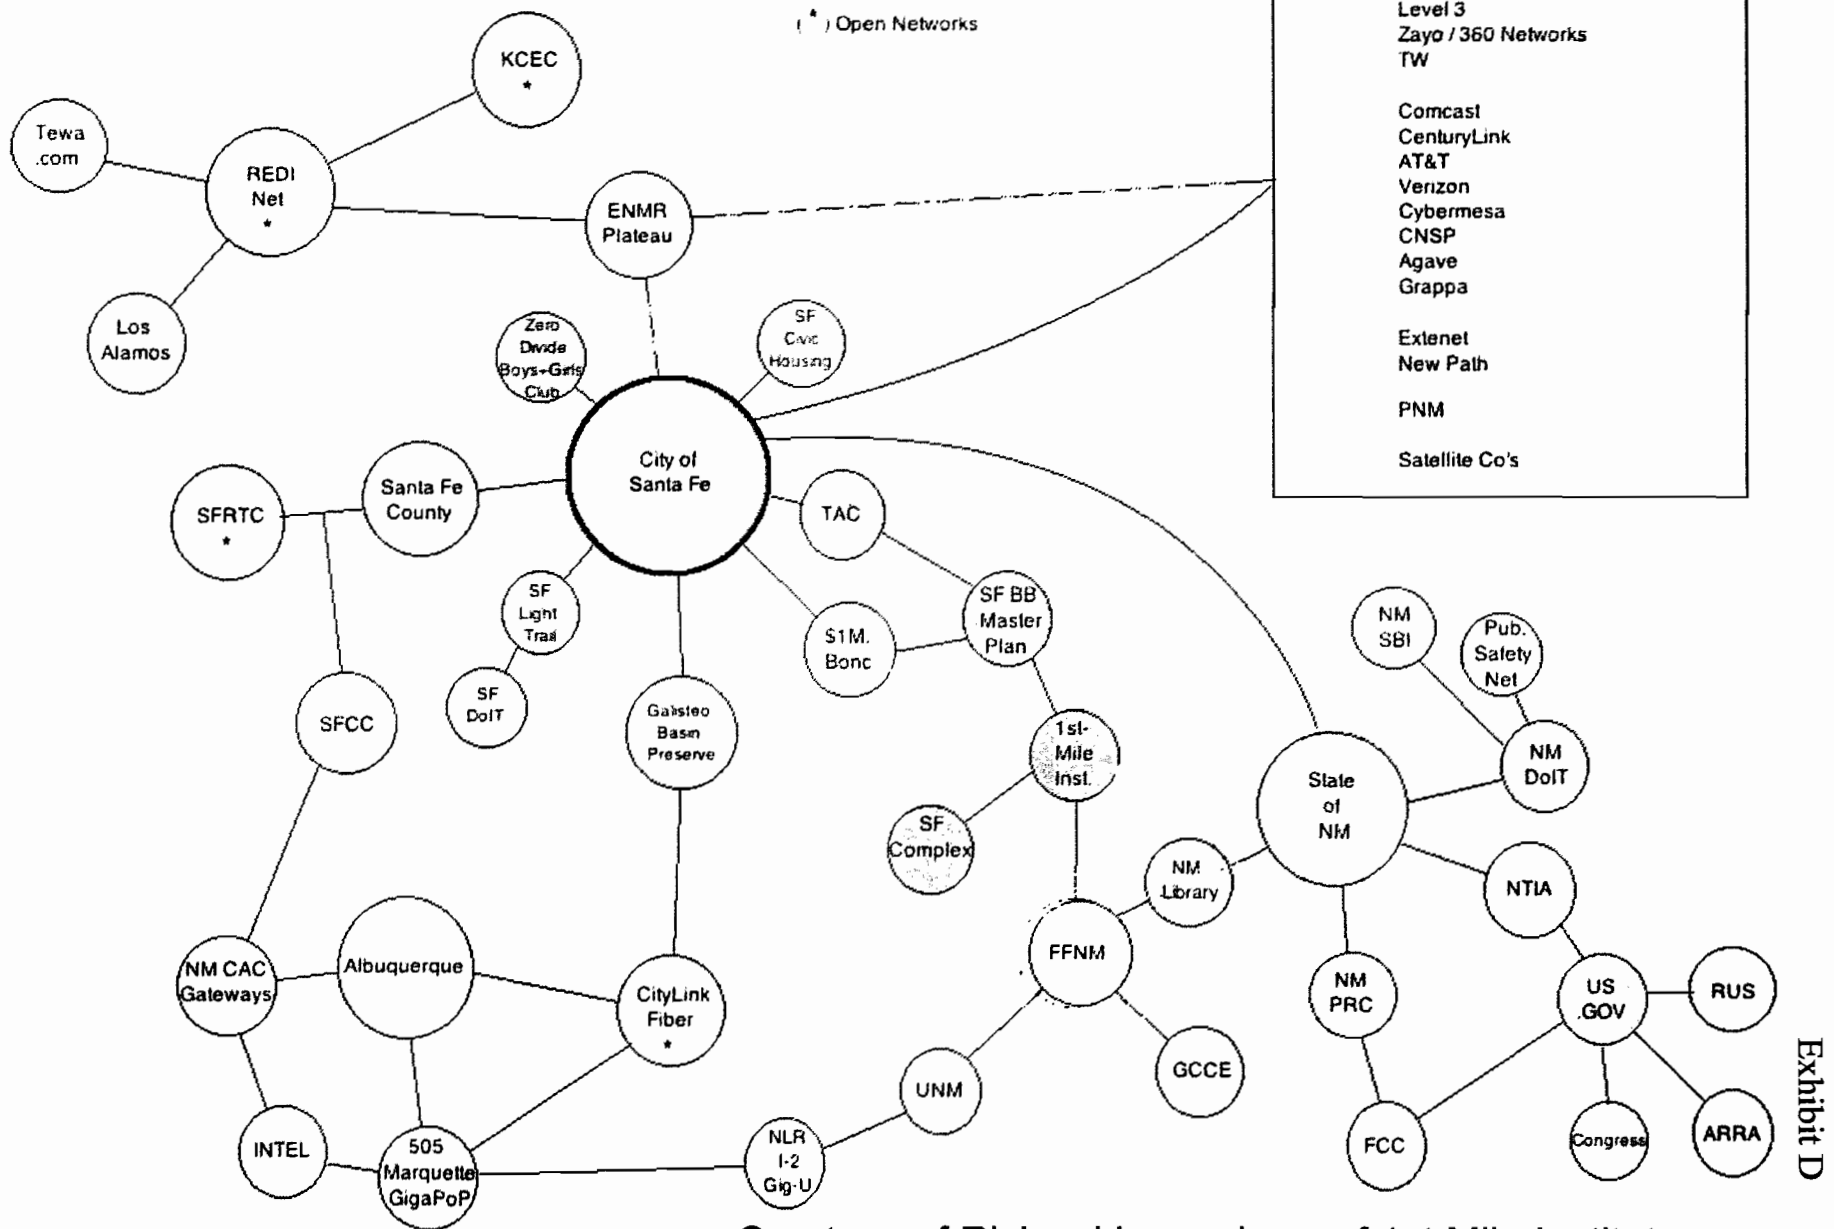 ( * ) Open Networks
Level 3
Zayo / 360 Networks
TW
Comcast
CenturyLink
AT&T
Verizon
Cybermesa
CNSP
Agave
Grappa
Extenet
New Path
PNM
Satellite Co's
KCEC
*
Tewa
.com
REDI
Net
*
ENMR
Plateau
Los
Alamos
Zero
Divide
Boys+Girls
Club
SF
Civic
Housing
City of
Santa Fe
Santa Fe
County
SFRTC
*
TAC
SF
Light
Trail
SF BB
Master
Plan
$1M.
Bond
NM
SBI
Pub.
Safety
Net
SFCC
SF
DoIT
Galisteo
Basin
Preserve
1st-
Mile
Inst.
State
of
NM
NM
DoIT
SF
Complex
NM
Library
NTIA
NM CAC
Gateways
Albuquerque
CityLink
Fiber
*
FFNM
NM
PRC
US
.GOV
RUS
UNM
GCCE
INTEL
505
Marquette
GigaPoP
NLR
I-2
Gig-U
FCC
Congress
ARRA
Exhibit D